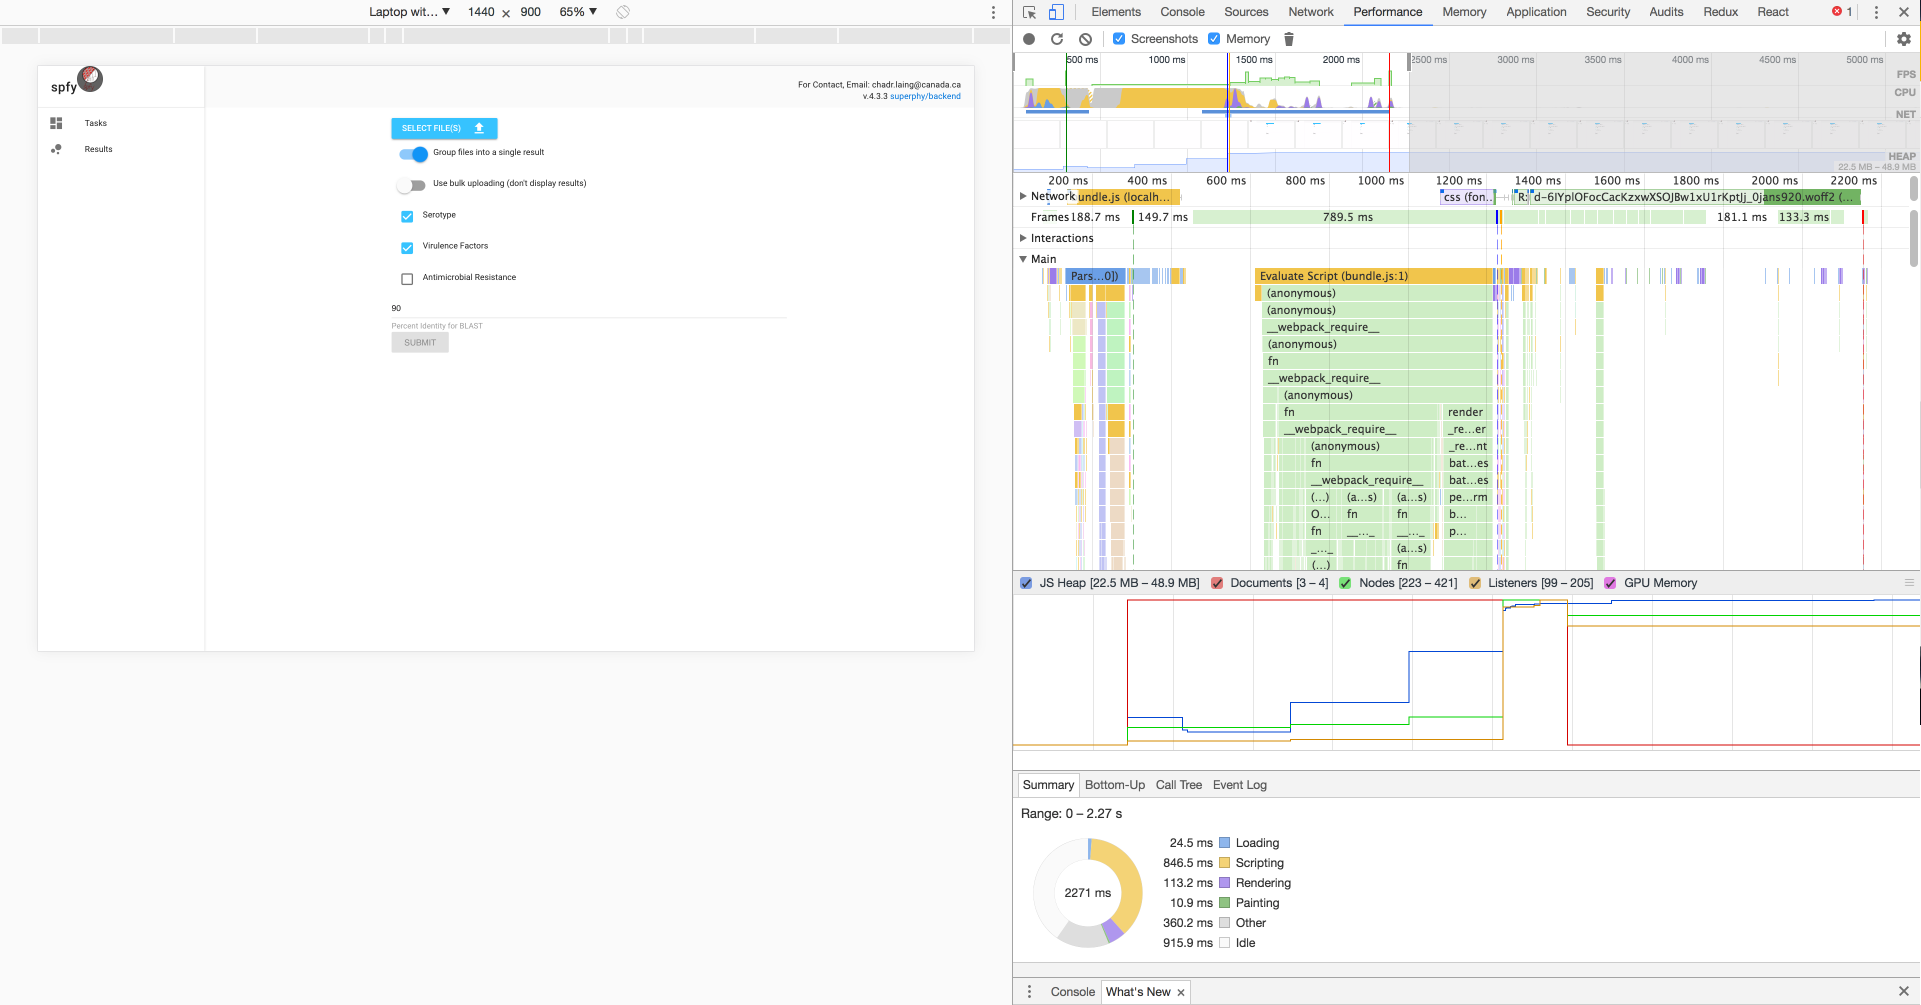 Laptop wit... ▼ 1440 × 900 65% ▼
spfy
For Contact, Email: chadr.laing@canada.ca
v.4.3.3 superphy/backend
Tasks
Results
SELECT FILE(S)
Group files into a single result
Use bulk uploading (don't display results)
Serotype
Virulence Factors
Antimicrobial Resistance
90
Percent Identity for BLAST
SUBMIT
Elements Console Sources Network Performance Memory Application Security Audits Redux React 1
Screenshots Memory
500 ms 1000 ms 1500 ms 2000 ms 2500 ms 3000 ms 3500 ms 4000 ms 4500 ms 5000 ms
FPS
CPU
NET
HEAP
22.5 MB – 48.9 MB
200 ms 400 ms 600 ms 800 ms 1000 ms 1200 ms 1400 ms 1600 ms 1800 ms 2000 ms 2200 ms
Network undle.js (localh... css (fon... d-6IYplOFocCacKzxwXSOJBw1xU1rKptJj_0jans920.woff2 (...
Frames 188.7 ms 149.7 ms 789.5 ms 181.1 ms 133.3 ms
Interactions
Main
Pars...0]) Evaluate Script (bundle.js:1)
(anonymous)
(anonymous)
__webpack_require__
(anonymous)
fn
__webpack_require__
(anonymous)
fn render
__webpack_require__ _re...er
(anonymous) _re...nt
fn bat...es
__webpack_require__ bat...es
(...) (a...s) (a...s) pe...rm
O... fn fn b...
fn __..._ __..._ p...
_..._ (a...s)
(...) fn
JS Heap [22.5 MB – 48.9 MB] Documents [3 – 4] Nodes [223 – 421] Listeners [99 – 205] GPU Memory
Summary Bottom-Up Call Tree Event Log
Range: 0 – 2.27 s
2271 ms
24.5 ms Loading
846.5 ms Scripting
113.2 ms Rendering
10.9 ms Painting
360.2 ms Other
915.9 ms Idle
Console What's New ×